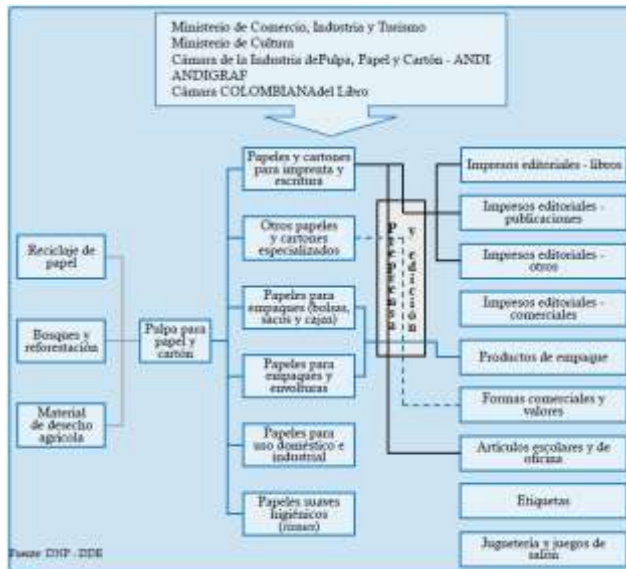 Ministerio de Comercio, Industria y Turismo
Ministerio de Cultura
Cámara de la Industria dePulpa, Papel y Cartón - ANDI
ANDIGRAF
Cámara COLOMBIANAdel Libro
Reciclaje de
papel
Bosques y
reforestación
Material
de desecho
agrícola
Pulpa para
papel y
cartón
Papeles y cartones
para imprenta y
escritura
Otros papeles
y cartones
especializados
Papeles para
empaques (bolsas,
sacos y cajas)
Papeles para
empaques y
envolturas
Papeles para
uso doméstico e
industrial
Papeles suaves
higiénicos
y edición
Impresos editoriales - libros
Impresos editoriales -
publicaciones
Impresos editoriales -
otros
Impresos editoriales -
comerciales
Productos de empaque
Formas comerciales y
valores
Artículos escolares y de
oficina
Etiquetas
Juguetería y juegos de
salón
Fuente: DNP - DDE